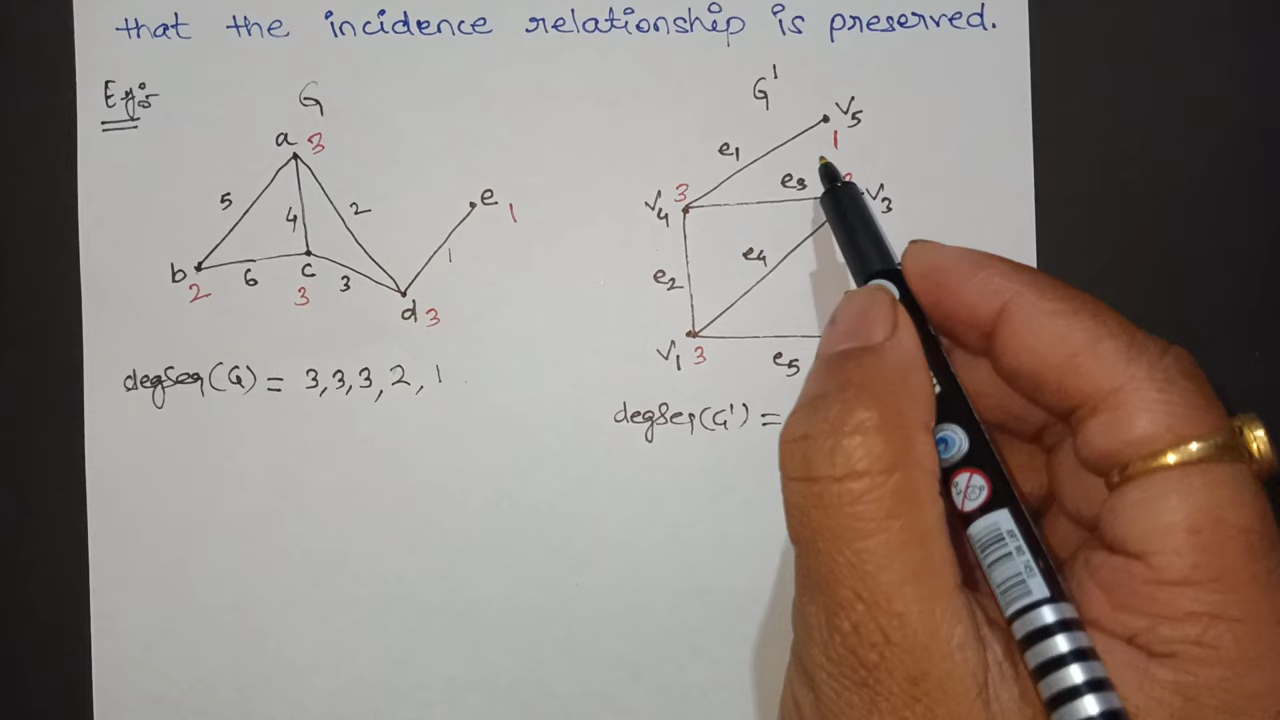 that the incidence relationship is preserved.
Eg:-
G
G'
a 3
V5
1
e1
5
4
2
e
1
V4
3
e3
V3
b
2
6
c
3
3
1
e2
e4
d 3
V1 3
e5
degSeq(G) = 3,3,3,2,1
degSeq(G') =